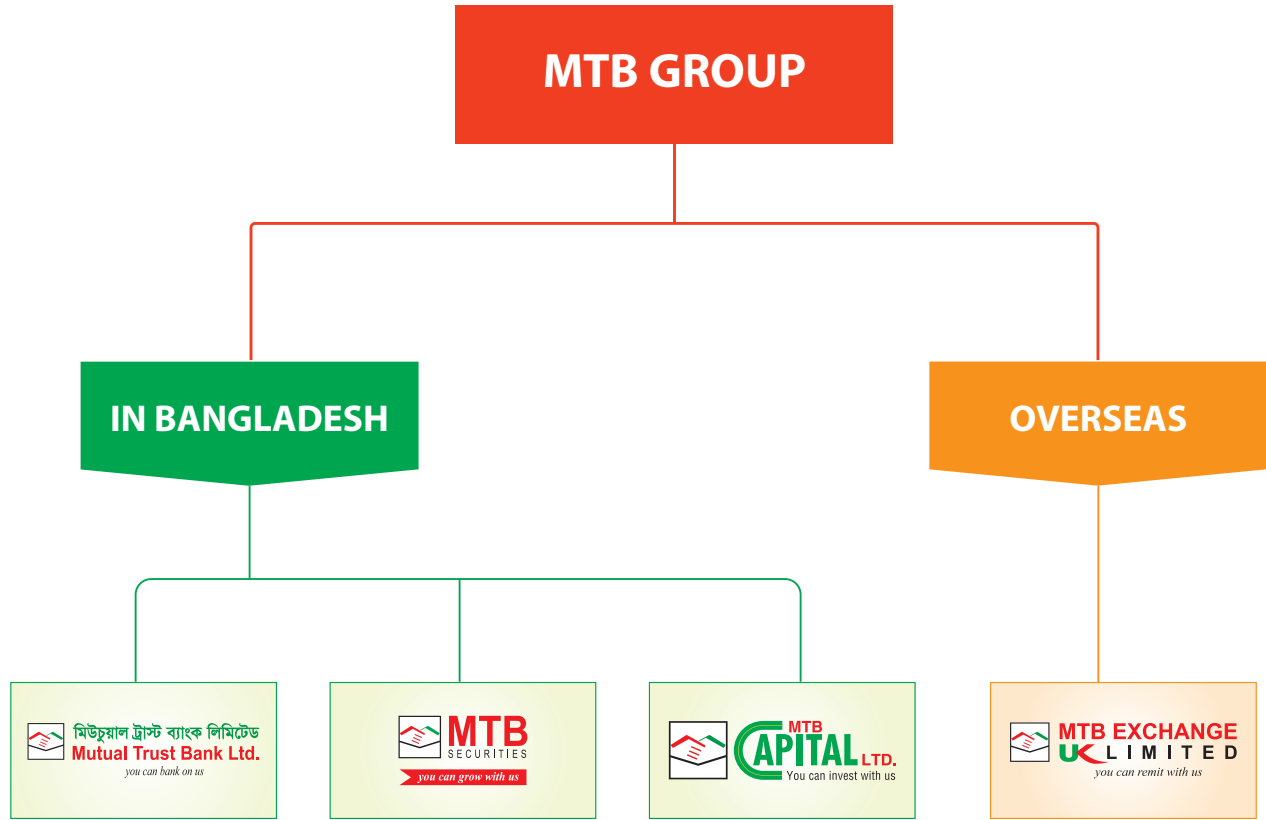 MTB GROUP
IN BANGLADESH
OVERSEAS
মিউচুয়াল ট্রাস্ট ব্যাংক লিমিটেড
Mutual Trust Bank Ltd.
you can bank on us
MTB
SECURITIES
you can grow with us
MTB
CAPITAL LTD.
You can invest with us
MTB EXCHANGE
UK LIMITED
you can remit with us